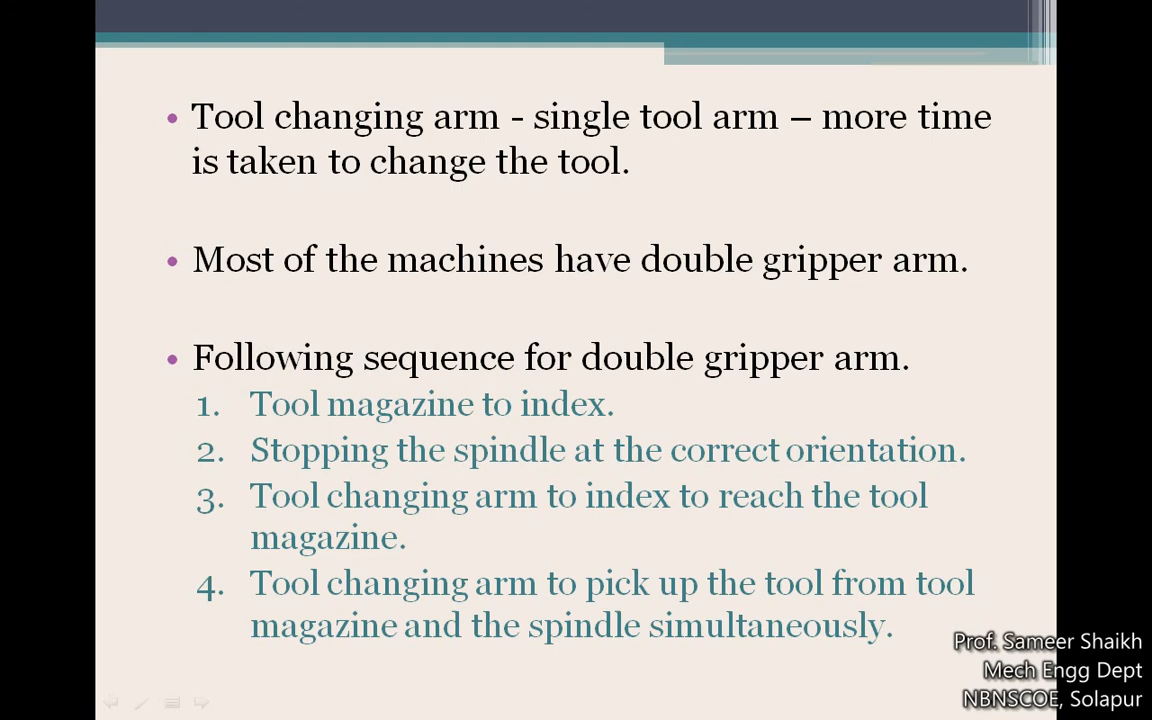 • Tool changing arm - single tool arm – more time
is taken to change the tool.
• Most of the machines have double gripper arm.
• Following sequence for double gripper arm.
1. Tool magazine to index.
2. Stopping the spindle at the correct orientation.
3. Tool changing arm to index to reach the tool
magazine.
4. Tool changing arm to pick up the tool from tool
magazine and the spindle simultaneously.
Prof. Sameer Shaikh
Mech Engg Dept
NBNSCOE, Solapur